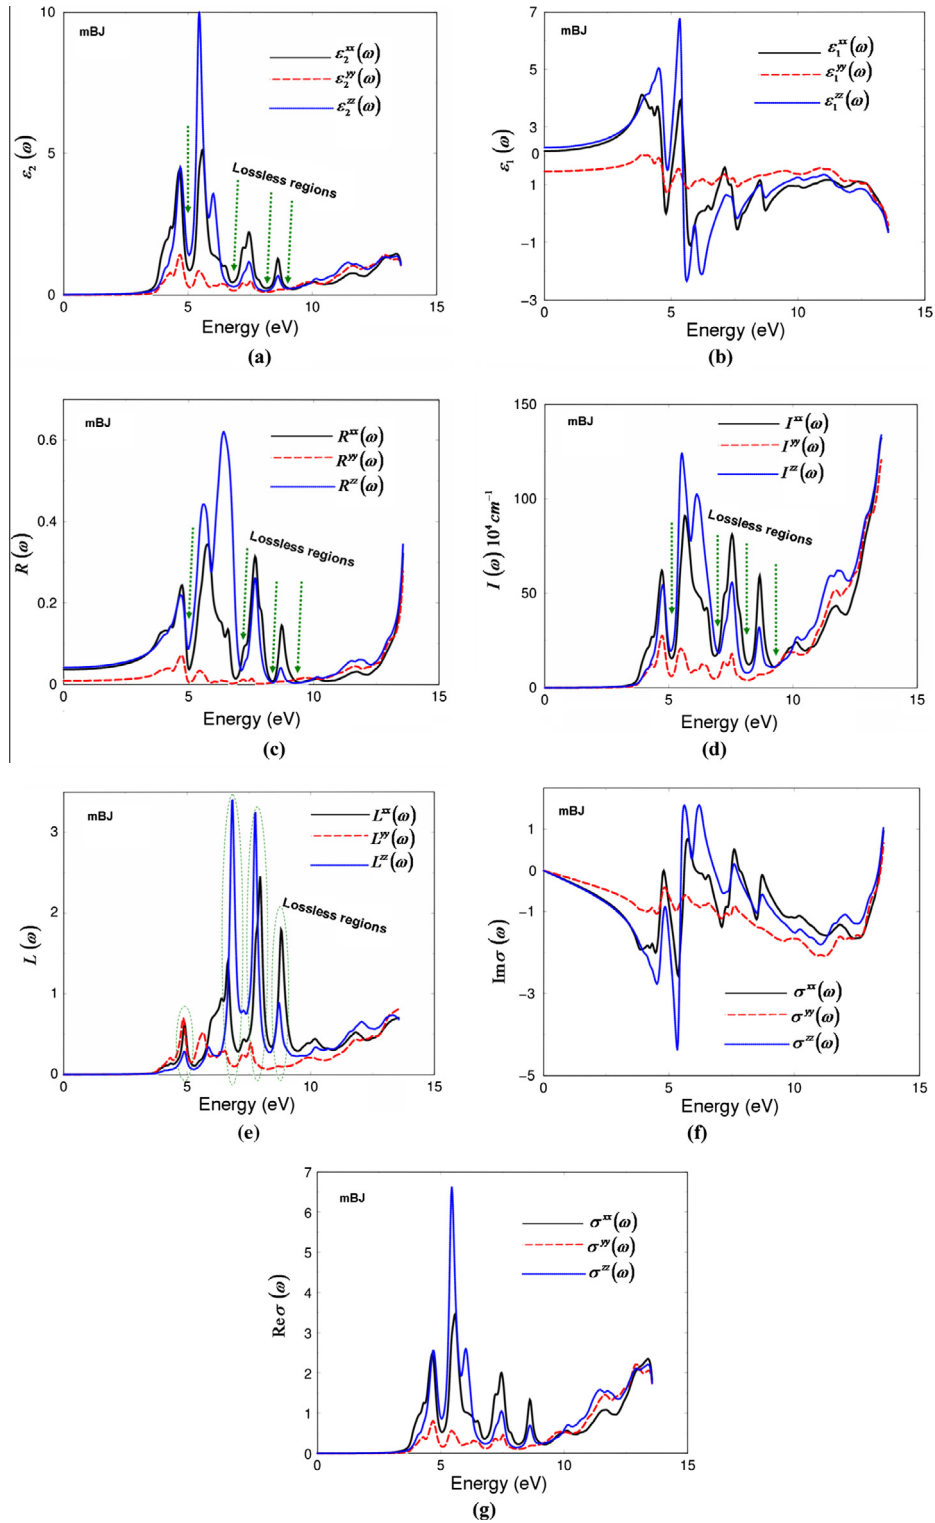 mBJ
ε₂ˣˣ(ω)
ε₂ʸʸ(ω)
ε₂ᶻᶻ(ω)
Lossless regions
ε₂ (ω)
10
5
0
0 5 10 15
Energy (eV)
(a)
mBJ
ε₁ˣˣ(ω)
ε₁ʸʸ(ω)
ε₁ᶻᶻ(ω)
ε₁ (ω)
7
3
0
1
−1
−3
0 5 10 15
Energy (eV)
(b)
mBJ
Rˣˣ(ω)
Rʸʸ(ω)
Rᶻᶻ(ω)
Lossless regions
R (ω)
0.6
0.4
0.2
0
0 5 10 15
Energy (eV)
(c)
mBJ
Iˣˣ(ω)
Iʸʸ(ω)
Iᶻᶻ(ω)
Lossless regions
I (ω) 10⁴ cm⁻¹
150
100
50
0
0 5 10 15
Energy (eV)
(d)
mBJ
Lˣˣ(ω)
Lʸʸ(ω)
Lᶻᶻ(ω)
Lossless regions
L (ω)
3
2
1
0
0 5 10 15
Energy (eV)
(e)
mBJ
σˣˣ(ω)
σʸʸ(ω)
σᶻᶻ(ω)
Im σ (ω)
1
0
−1
−3
−5
0 5 10 15
Energy (eV)
(f)
mBJ
σˣˣ(ω)
σʸʸ(ω)
σᶻᶻ(ω)
Re σ (ω)
7
6
5
4
3
2
1
0
0 5 10 15
Energy (eV)
(g)